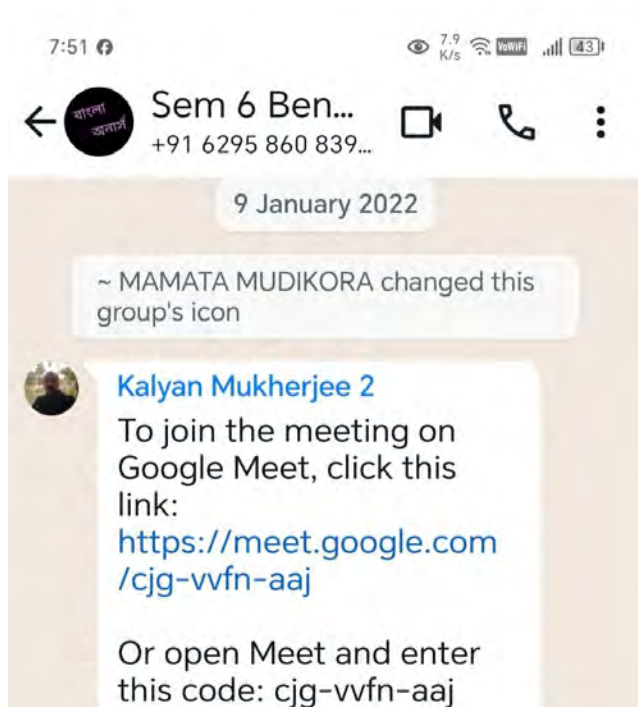 7:51
7.9
K/s
VoWiFi
43
বাংলা
অনার্স
Sem 6 Ben...
+91 6295 860 839...
9 January 2022
~ MAMATA MUDIKORA changed this
group's icon
Kalyan Mukherjee 2
To join the meeting on
Google Meet, click this
link:
https://meet.google.com
/cjg-vvfn-aaj
Or open Meet and enter
this code: cjg-vvfn-aaj